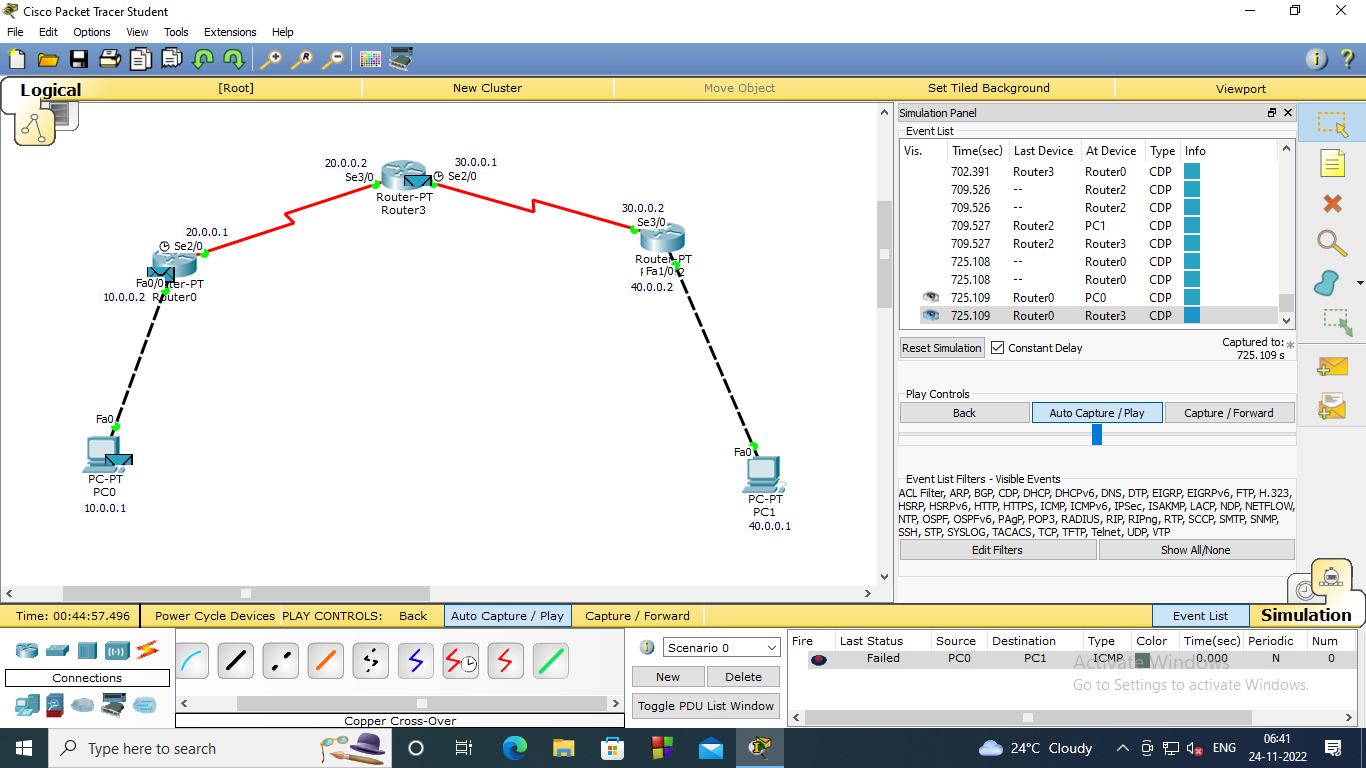 Cisco Packet Tracer Student
File Edit Options View Tools Extensions Help
Logical [Root] New Cluster Move Object Set Tiled Background Viewport
Simulation Panel
Event List
Vis. Time(sec) Last Device At Device Type Info
702.391 Router3 Router0 CDP
709.526 -- Router2 CDP
709.526 -- Router2 CDP
709.527 Router2 PC1 CDP
709.527 Router2 Router3 CDP
725.108 -- Router0 CDP
725.108 -- Router0 CDP
725.109 Router0 PC0 CDP
725.109 Router0 Router3 CDP
Reset Simulation Constant Delay Captured to:
725.109 s
Play Controls
Back Auto Capture / Play Capture / Forward
Event List Filters - Visible Events
ACL Filter, ARP, BGP, CDP, DHCP, DHCPv6, DNS, DTP, EIGRP, EIGRPv6, FTP, H.323,
HSRP, HSRPv6, HTTP, HTTPS, ICMP, ICMPv6, IPSec, ISAKMP, LACP, NDP, NETFLOW,
NTP, OSPF, OSPFv6, PAgP, POP3, RADIUS, RIP, RIPng, RTP, SCCP, SMTP, SNMP,
SSH, STP, SYSLOG, TACACS, TCP, TFTP, Telnet, UDP, VTP
Edit Filters Show All/None
20.0.0.2 30.0.0.1
Se3/0 Se2/0
Router-PT
Router3
30.0.0.2
Se3/0
Router-PT
Fa1/0
40.0.0.2
20.0.0.1
Se2/0
Fa0/0
10.0.0.2 Router0
Fa0
PC-PT
PC0
10.0.0.1
Fa0
PC-PT
PC1
40.0.0.1
Time: 00:44:57.496 Power Cycle Devices PLAY CONTROLS: Back Auto Capture / Play Capture / Forward Event List Simulation
Connections
Copper Cross-Over
Scenario 0
New Delete
Toggle PDU List Window
Fire Last Status Source Destination Type Color Time(sec) Periodic Num
Failed PC0 PC1 ICMP 0.000 N 0
Activate Windows
Go to Settings to activate Windows.
Type here to search
24°C Cloudy
ENG
06:41
24-11-2022